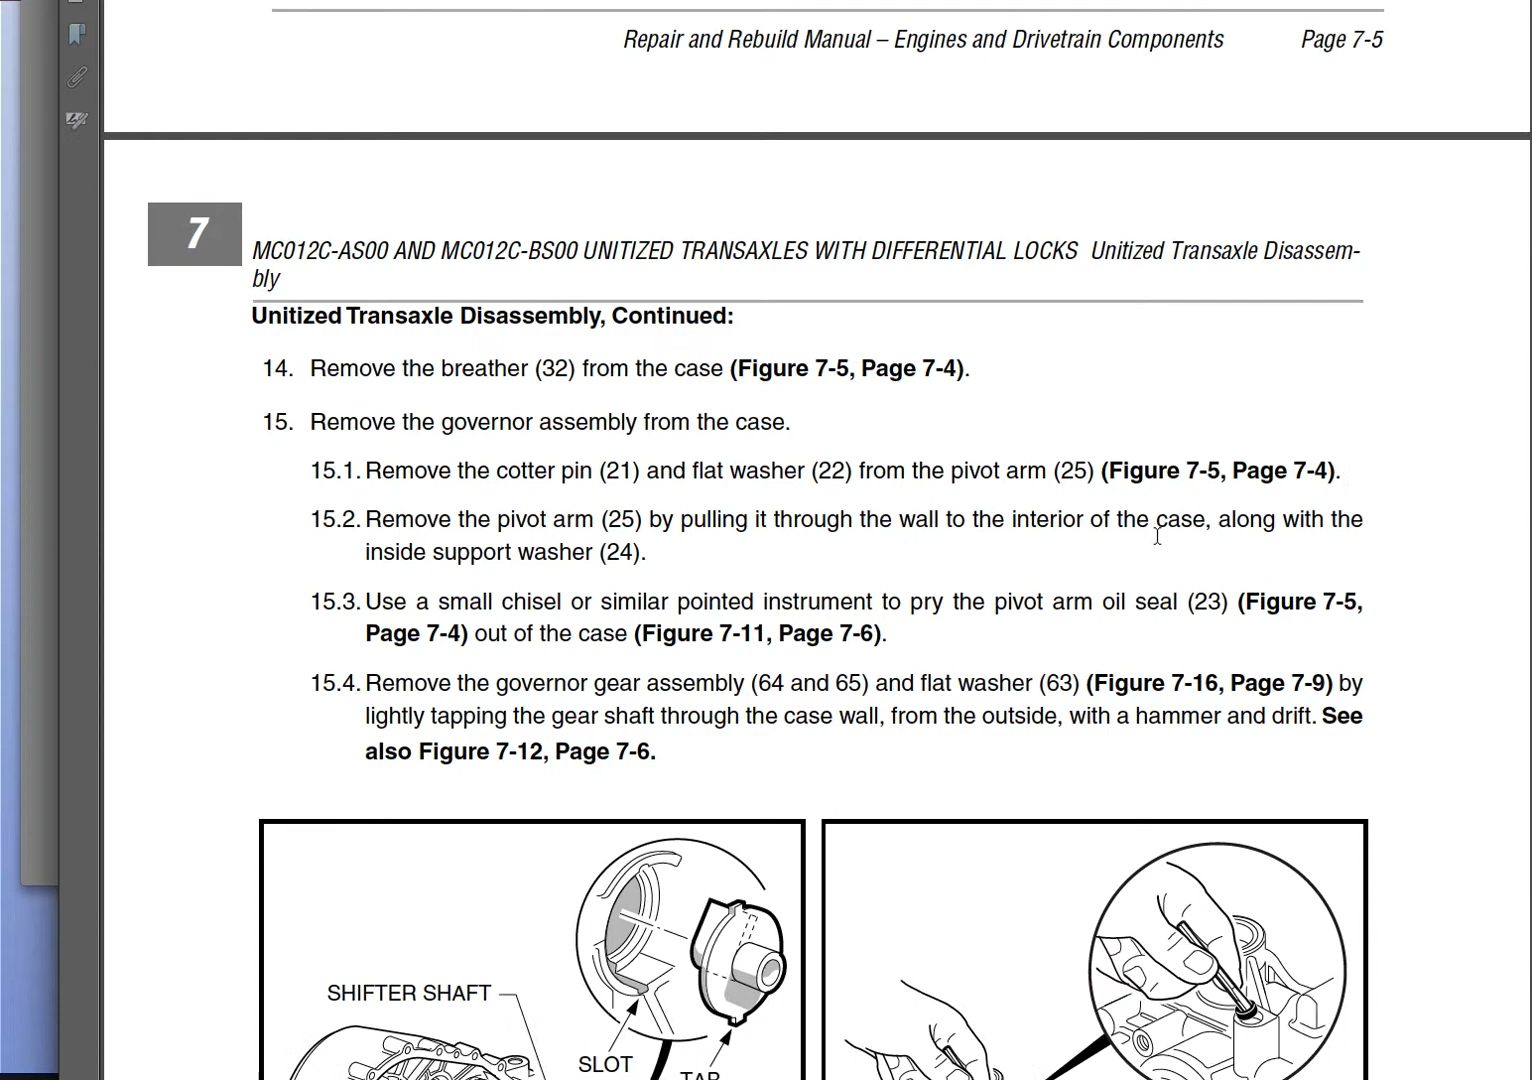 Repair and Rebuild Manual – Engines and Drivetrain Components Page 7-5
7
MC012C-AS00 AND MC012C-BS00 UNITIZED TRANSAXLES WITH DIFFERENTIAL LOCKS Unitized Transaxle Disassem-
bly
Unitized Transaxle Disassembly, Continued:
14. Remove the breather (32) from the case (Figure 7-5, Page 7-4).
15. Remove the governor assembly from the case.
15.1. Remove the cotter pin (21) and flat washer (22) from the pivot arm (25) (Figure 7-5, Page 7-4).
15.2. Remove the pivot arm (25) by pulling it through the wall to the interior of the case, along with the
inside support washer (24).
15.3. Use a small chisel or similar pointed instrument to pry the pivot arm oil seal (23) (Figure 7-5,
Page 7-4) out of the case (Figure 7-11, Page 7-6).
15.4. Remove the governor gear assembly (64 and 65) and flat washer (63) (Figure 7-16, Page 7-9) by
lightly tapping the gear shaft through the case wall, from the outside, with a hammer and drift. See
also Figure 7-12, Page 7-6.
SHIFTER SHAFT
SLOT
TAB